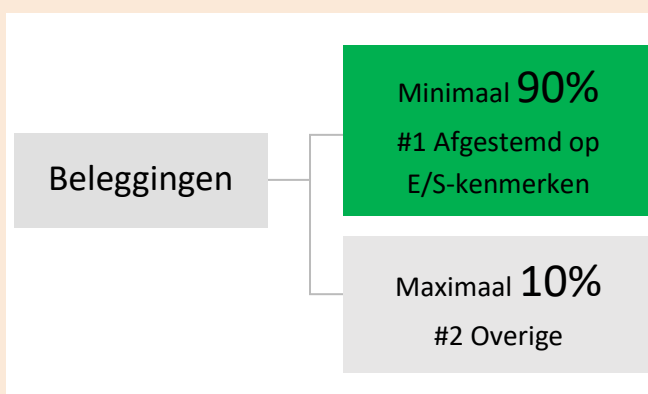 Beleggingen
Minimaal 90%
#1 Afgestemd op
E/S-kenmerken
Maximaal 10%
#2 Overige